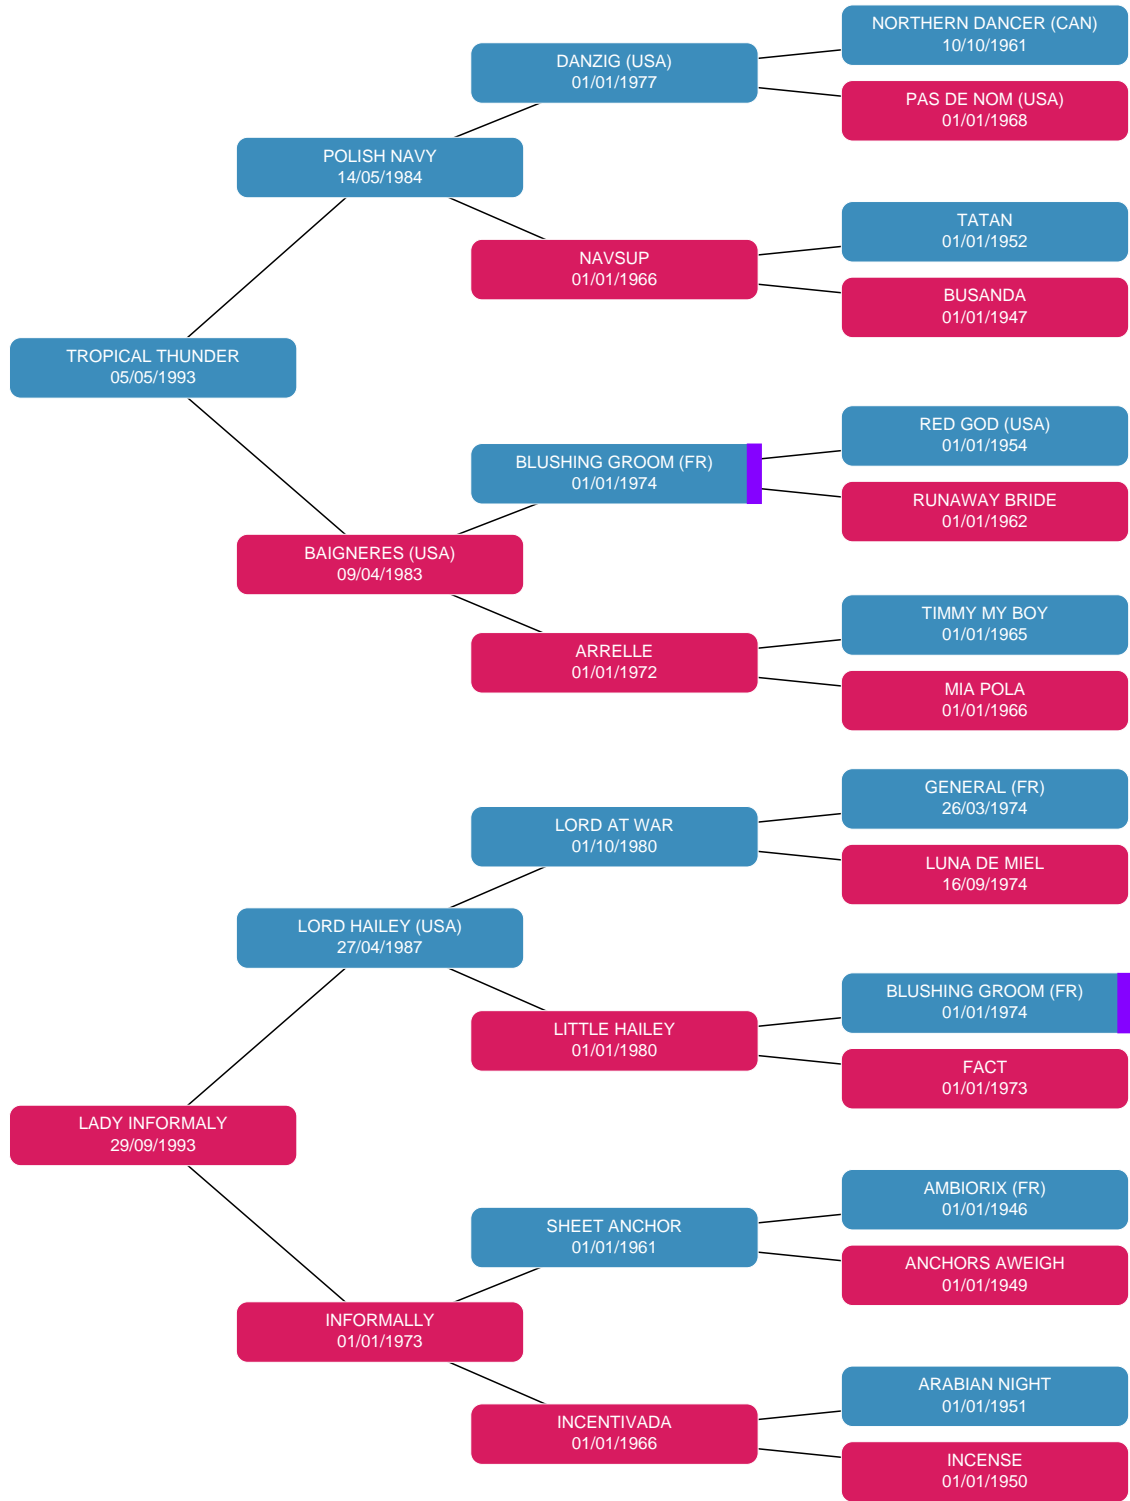 NORTHERN DANCER (CAN)
10/10/1961
DANZIG (USA)
01/01/1977
PAS DE NOM (USA)
01/01/1968
POLISH NAVY
14/05/1984
TATAN
01/01/1952
NAVSUP
01/01/1966
BUSANDA
01/01/1947
TROPICAL THUNDER
05/05/1993
RED GOD (USA)
01/01/1954
BLUSHING GROOM (FR)
01/01/1974
RUNAWAY BRIDE
01/01/1962
BAIGNERES (USA)
09/04/1983
TIMMY MY BOY
01/01/1965
ARRELLE
01/01/1972
MIA POLA
01/01/1966
GENERAL (FR)
26/03/1974
LORD AT WAR
01/10/1980
LUNA DE MIEL
16/09/1974
LORD HAILEY (USA)
27/04/1987
BLUSHING GROOM (FR)
01/01/1974
LITTLE HAILEY
01/01/1980
FACT
01/01/1973
LADY INFORMALY
29/09/1993
AMBIORIX (FR)
01/01/1946
SHEET ANCHOR
01/01/1961
ANCHORS AWEIGH
01/01/1949
INFORMALLY
01/01/1973
ARABIAN NIGHT
01/01/1951
INCENTIVADA
01/01/1966
INCENSE
01/01/1950